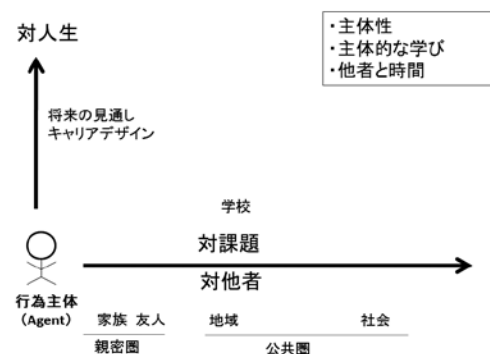 対人生
・主体性
・主体的な学び
・他者と時間
将来の見通し
キャリアデザイン
学校
対課題
対他者
行為主体
(Agent)
家族 友人
地域
社会
親密圏
公共圏